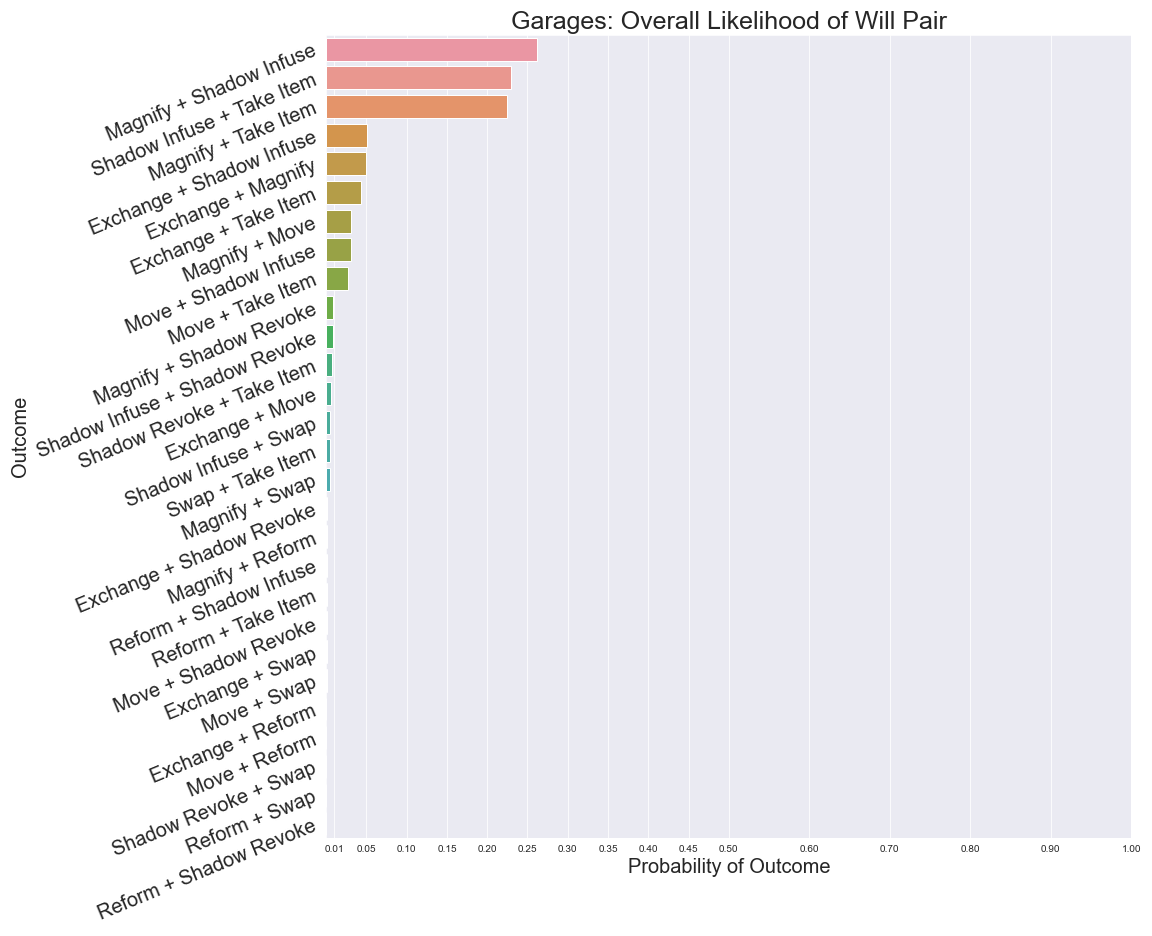 Garages: Overall Likelihood of Will Pair
Outcome
Magnify + Shadow Infuse
Shadow Infuse + Take Item
Magnify + Take Item
Exchange + Shadow Infuse
Exchange + Magnify
Exchange + Take Item
Magnify + Move
Move + Shadow Infuse
Move + Take Item
Magnify + Shadow Revoke
Shadow Infuse + Shadow Revoke
Shadow Revoke + Take Item
Exchange + Move
Shadow Infuse + Swap
Swap + Take Item
Magnify + Swap
Exchange + Shadow Revoke
Magnify + Reform
Reform + Shadow Infuse
Reform + Take Item
Move + Shadow Revoke
Exchange + Swap
Move + Swap
Exchange + Reform
Move + Reform
Shadow Revoke + Swap
Reform + Swap
Reform + Shadow Revoke
0.01 0.05 0.10 0.15 0.20 0.25 0.30 0.35 0.40 0.45 0.50 0.60 0.70 0.80 0.90 1.00
Probability of Outcome